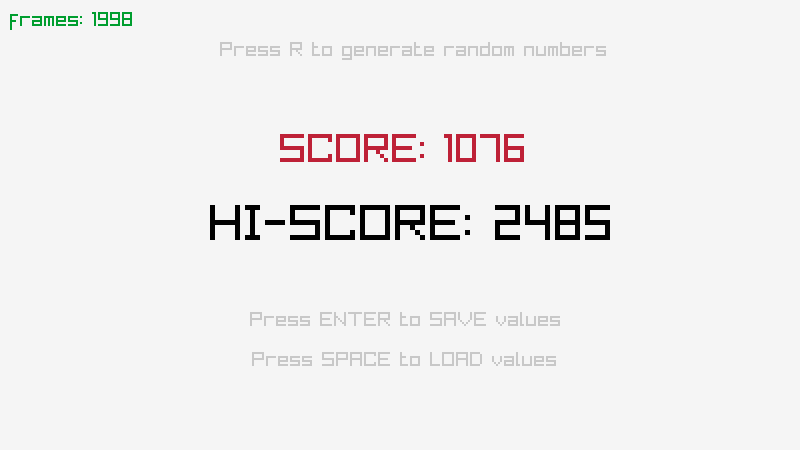 Frames: 1998
Press R to generate random numbers
SCORE: 1076
HI-SCORE: 2485
Press ENTER to SAVE values
Press SPACE to LOAD values